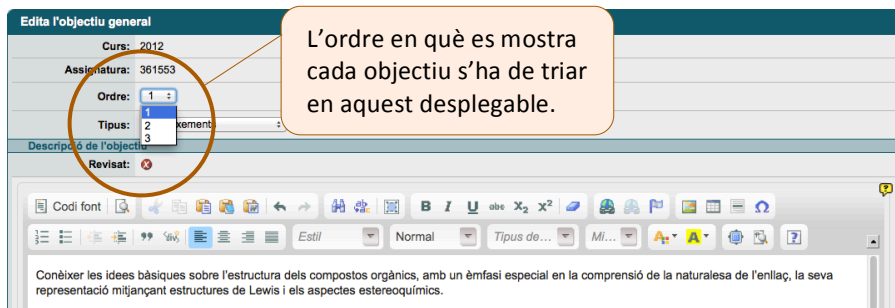 Edita l'objectiu general
Curs: 2012
L'ordre en què es mostra
cada objectiu s'ha de triar
en aquest desplegable.
Assignatura: 361553
Ordre: 1
1
2
3
Tipus:
Descripció de l'objectiu
Revisat:
Codi font
B I U abc X₂ X²
Estil Normal Tipus de... Mi... A A
Conèixer les idees bàsiques sobre l'estructura dels compostos orgànics, amb un èmfasi especial en la comprensió de la naturalesa de l'enllaç, la seva
representació mitjançant estructures de Lewis i els aspectes estereoquímics.